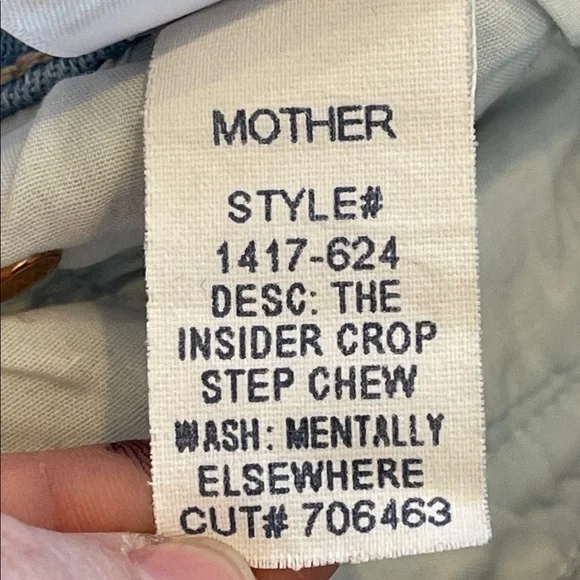 MOTHER
STYLE#
1417-624
DESC: THE
INSIDER CROP
STEP CHEW
WASH: MENTALLY
ELSEWHERE
CUT# 706463